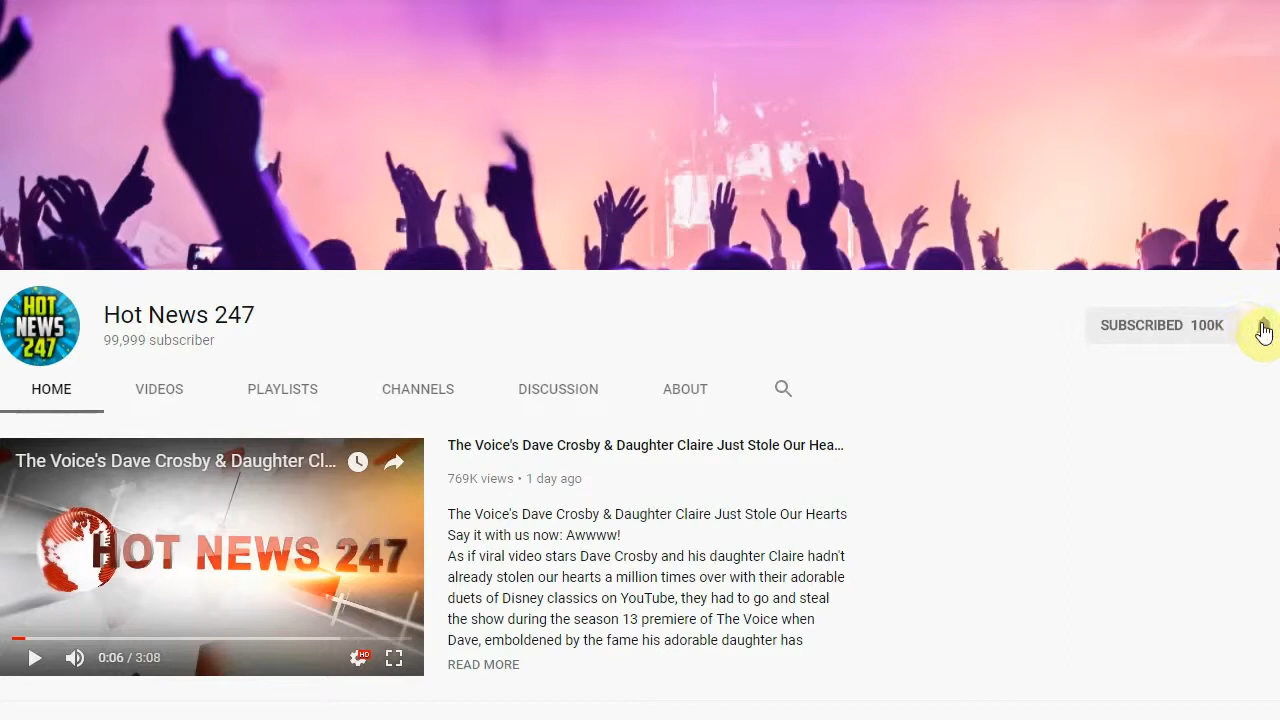 HOT
NEWS
247
Hot News 247
99,999 subscriber
SUBSCRIBED 100K
HOME VIDEOS PLAYLISTS CHANNELS DISCUSSION ABOUT
The Voice's Dave Crosby & Daughter Cl...
HOT NEWS 247
0:06 / 3:08
HD
The Voice's Dave Crosby & Daughter Claire Just Stole Our Hea...
769K views • 1 day ago
The Voice's Dave Crosby & Daughter Claire Just Stole Our Hearts
Say it with us now: Awwww!
As if viral video stars Dave Crosby and his daughter Claire hadn't
already stolen our hearts a million times over with their adorable
duets of Disney classics on YouTube, they had to go and steal
the show during the season 13 premiere of The Voice when
Dave, emboldened by the fame his adorable daughter has
READ MORE